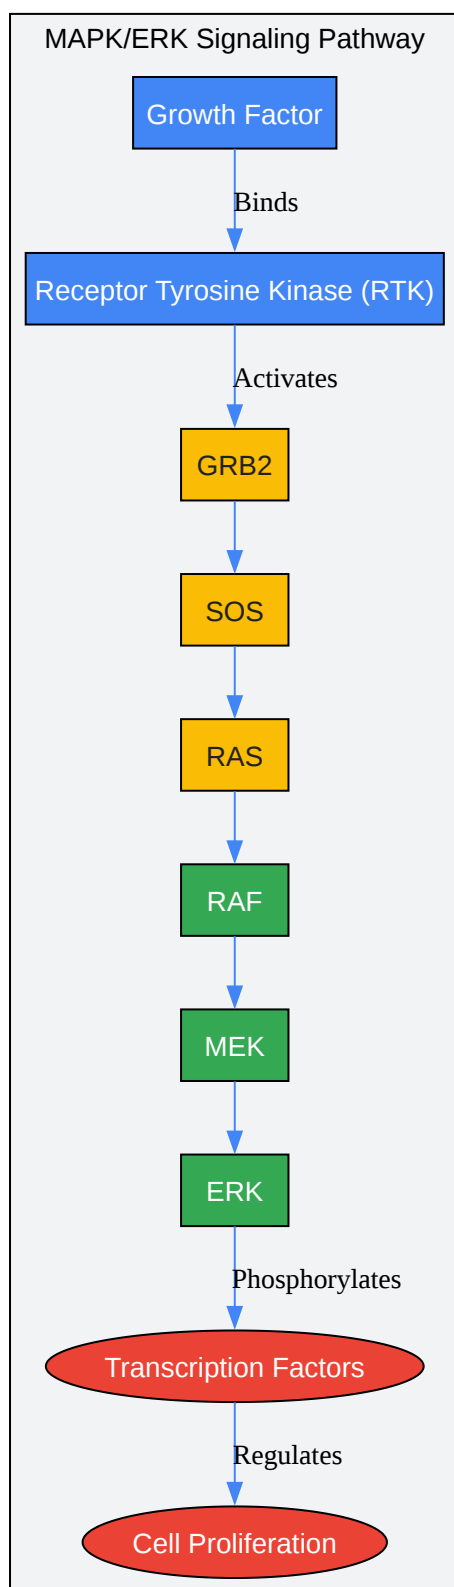 MAPK/ERK Signaling Pathway
Growth Factor
Binds
Receptor Tyrosine Kinase (RTK)
Activates
GRB2
SOS
RAS
RAF
MEK
ERK
Phosphorylates
Transcription Factors
Regulates
Cell Proliferation